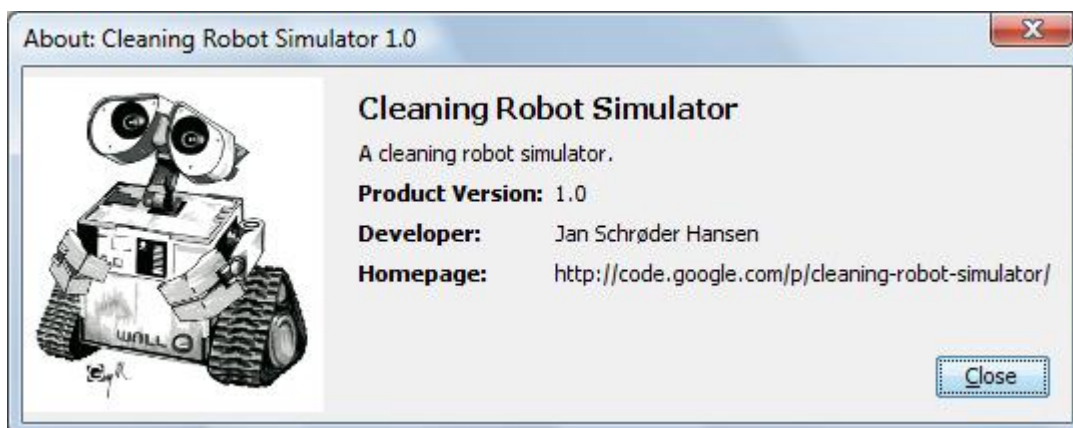 About: Cleaning Robot Simulator 1.0
Cleaning Robot Simulator
A cleaning robot simulator.
Product Version: 1.0
Developer: Jan Schrøder Hansen
Homepage: http://code.google.com/p/cleaning-robot-simulator/
WALL
Close